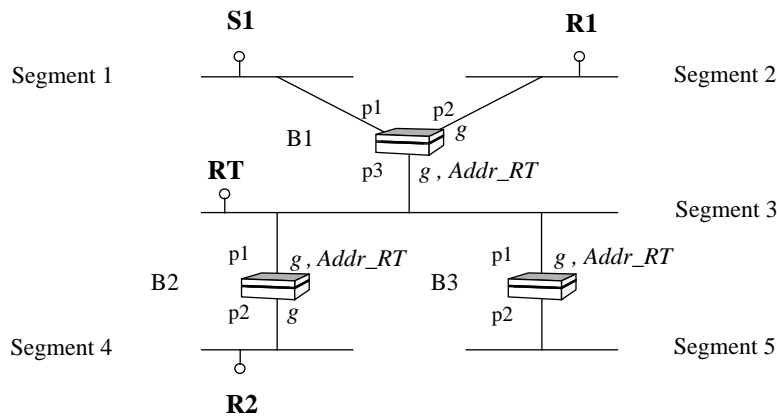 S1
R1
Segment 1
Segment 2
p1
p2
g
B1
p3
g , Addr_RT
RT
Segment 3
p1
g , Addr_RT
p1
g , Addr_RT
B2
B3
p2
g
p2
Segment 4
Segment 5
R2